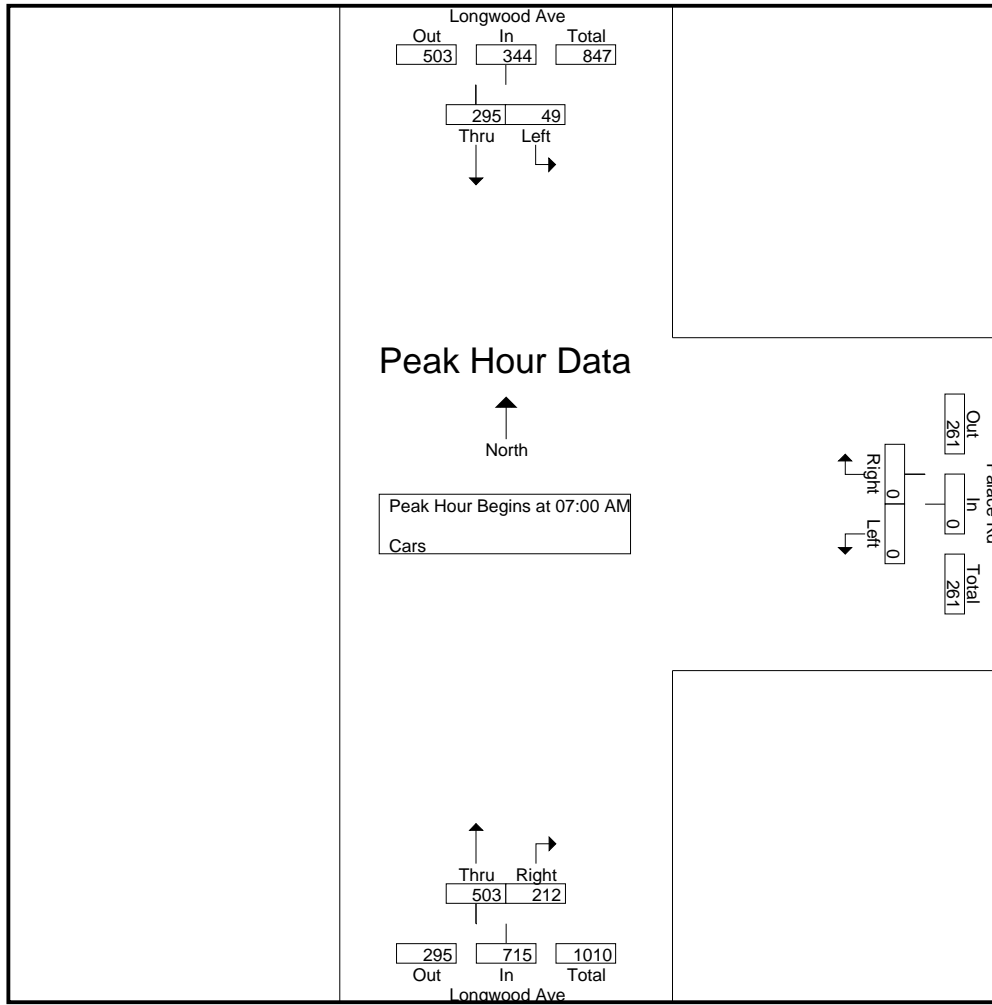 Longwood Ave
Out In Total
503 344 847
295 49
Thru Left
Peak Hour Data
North
Peak Hour Begins at 07:00 AM
Cars
Right Left
0 0
Out In Total
261 0 261
Thru Right
503 212
295 715 1010
Out In Total
Longwood Ave